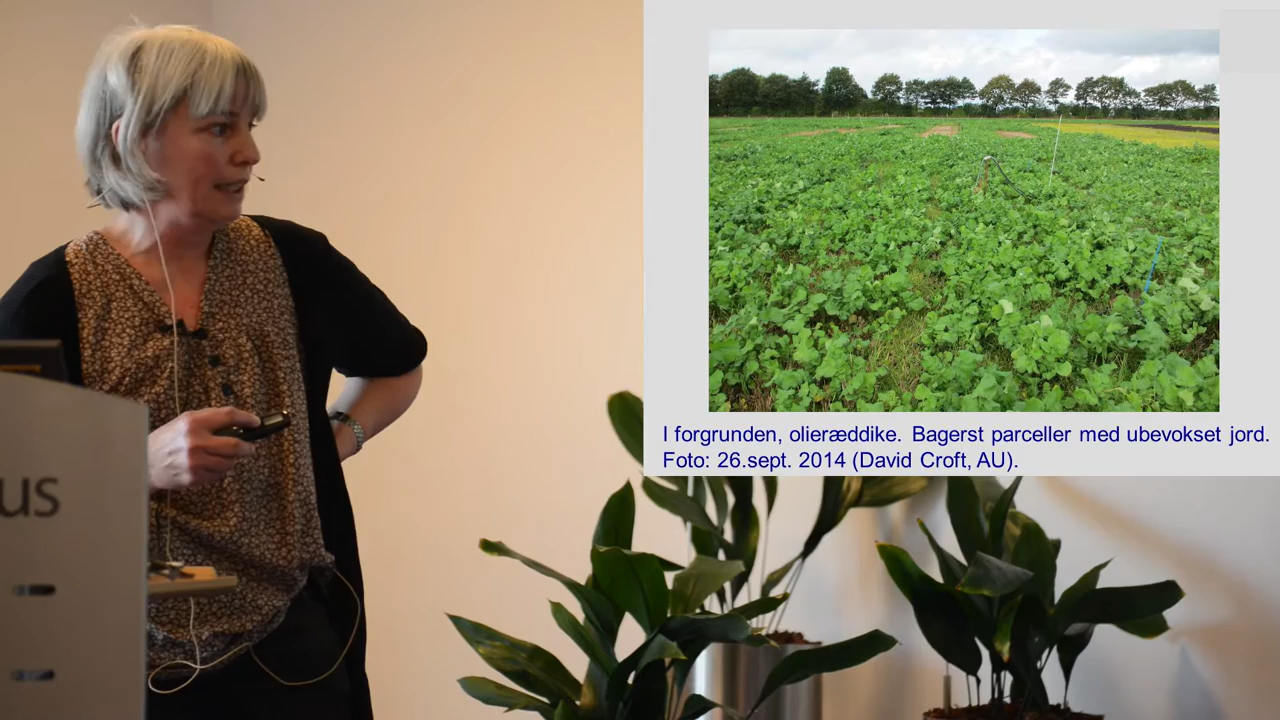 I forgrunden, olieræddike. Bagerst parceller med ubevokset jord.
Foto: 26.sept. 2014 (David Croft, AU).
us